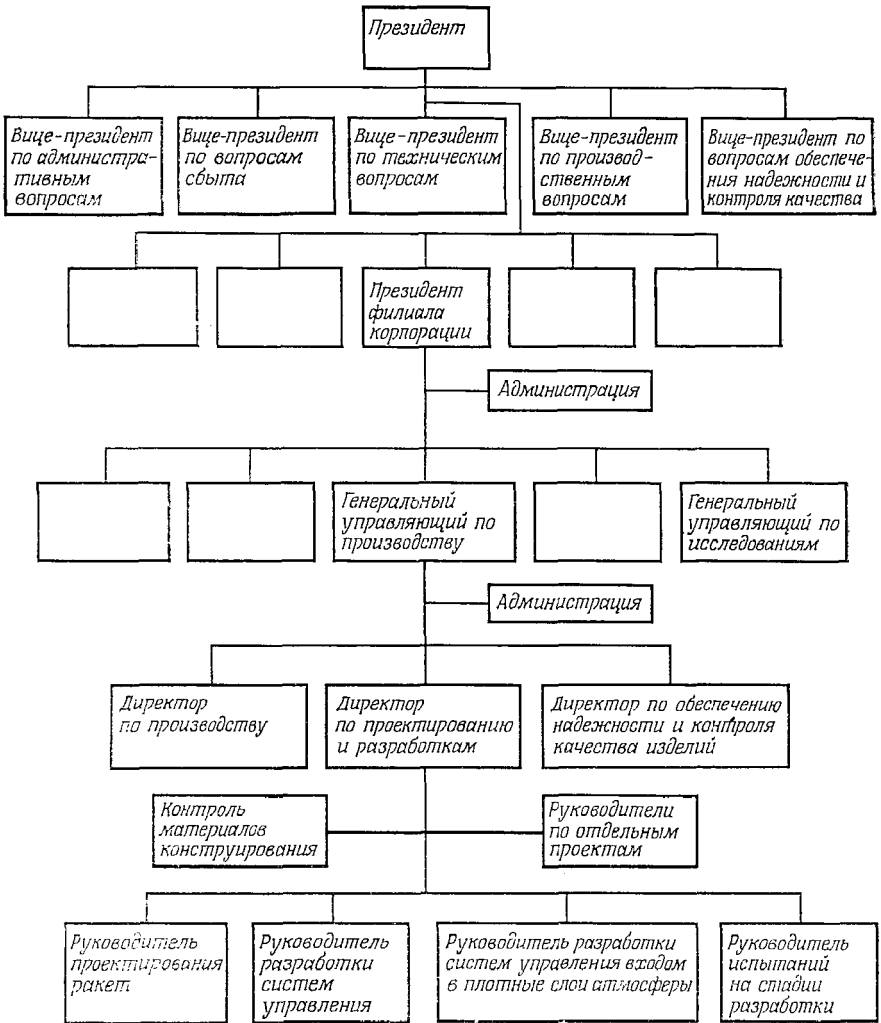 Президент
Вице-президент
по администра-
тивным
вопросам
Вице-президент
по вопросам
сбыта
Вице-президент
по техническим
вопросам
Вице-президент
по производ-
ственным
вопросам
Вице-президент по
вопросам обеспече-
ния надежности и
контроля качества
Президент
филиала
корпорации
Администрация
Генеральный
управляющий по
производству
Генеральный
управляющий по
исследованиям
Администрация
Директор
по производству
Директор
по проектированию
и разработкам
Директор по обеспечению
надежности и контроля
качества изделий
Контроль
материалов
конструирования
Руководители
по отдельным
проектам
Руководитель
проектирования
ракет
Руководитель
разработки
систем
управления
Руководитель разработки
систем управления входом
в плотные слои атмосферы
Руководитель
испытаний
на стадии
разработки